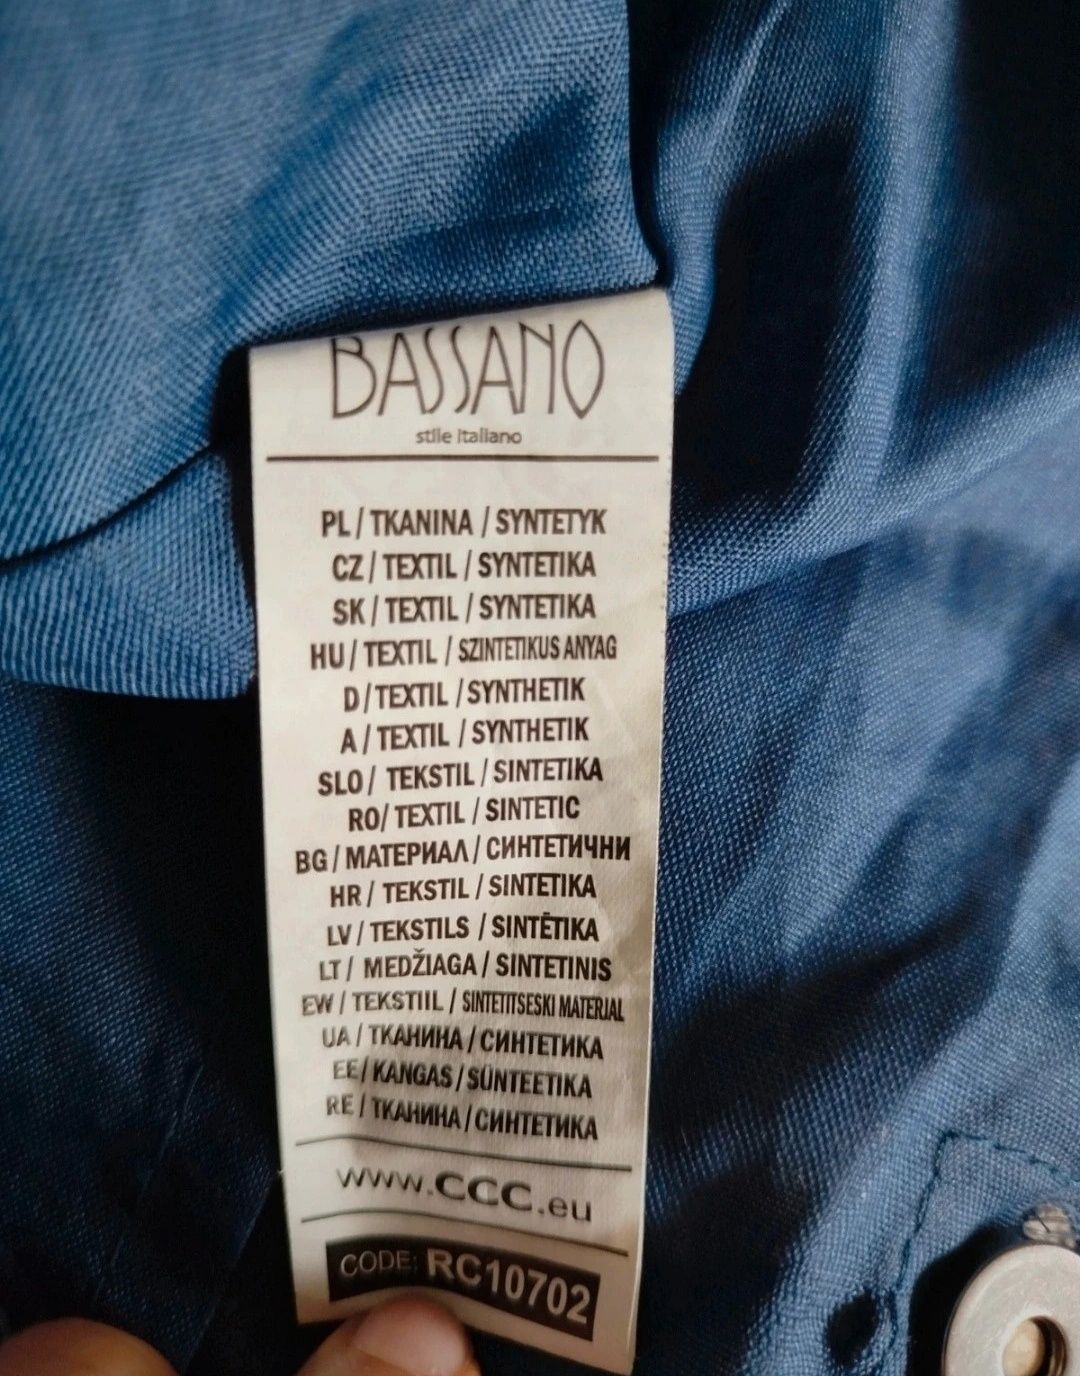 BASSANO
stile italiano
PL / TKANINA / SYNTETYK
CZ / TEXTIL / SYNTETIKA
SK / TEXTIL / SYNTETIKA
HU / TEXTIL / SZINTETIKUS ANYAG
D / TEXTIL / SYNTHETIK
A / TEXTIL / SYNTHETIK
SLO / TEKSTIL / SINTETIKA
RO / TEXTIL / SINTETIC
BG / МАТЕРИАЛ / СИНТЕТИЧНИ
HR / TEKSTIL / SINTETIKA
LV / TEKSTILS / SINTĒTIKA
LT / MEDŽIAGA / SINTETINIS
EW / TEKSTIIL / SINTETITSESKI MATERJAL
UA / ТКАНИНА / СИНТЕТИКА
EE / KANGAS / SÜNTEETIKA
RE / ТКАНИНА / СИНТЕТИКА
www.CCC.eu
CODE: RC10702